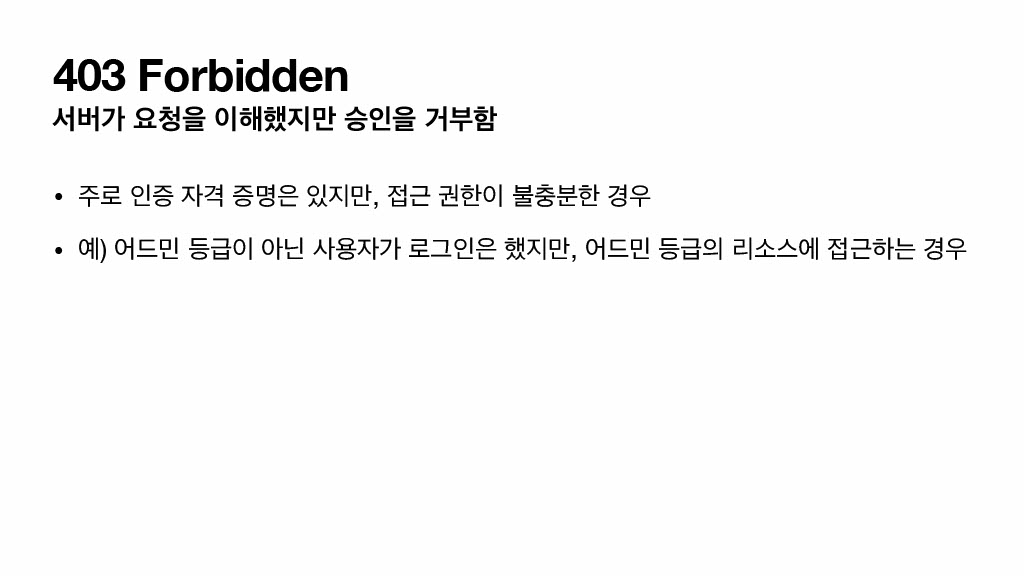 403 Forbidden
서버가 요청을 이해했지만 승인을 거부함
• 주로 인증 자격 증명은 있지만, 접근 권한이 불충분한 경우
• 예) 어드민 등급이 아닌 사용자가 로그인은 했지만, 어드민 등급의 리소스에 접근하는 경우